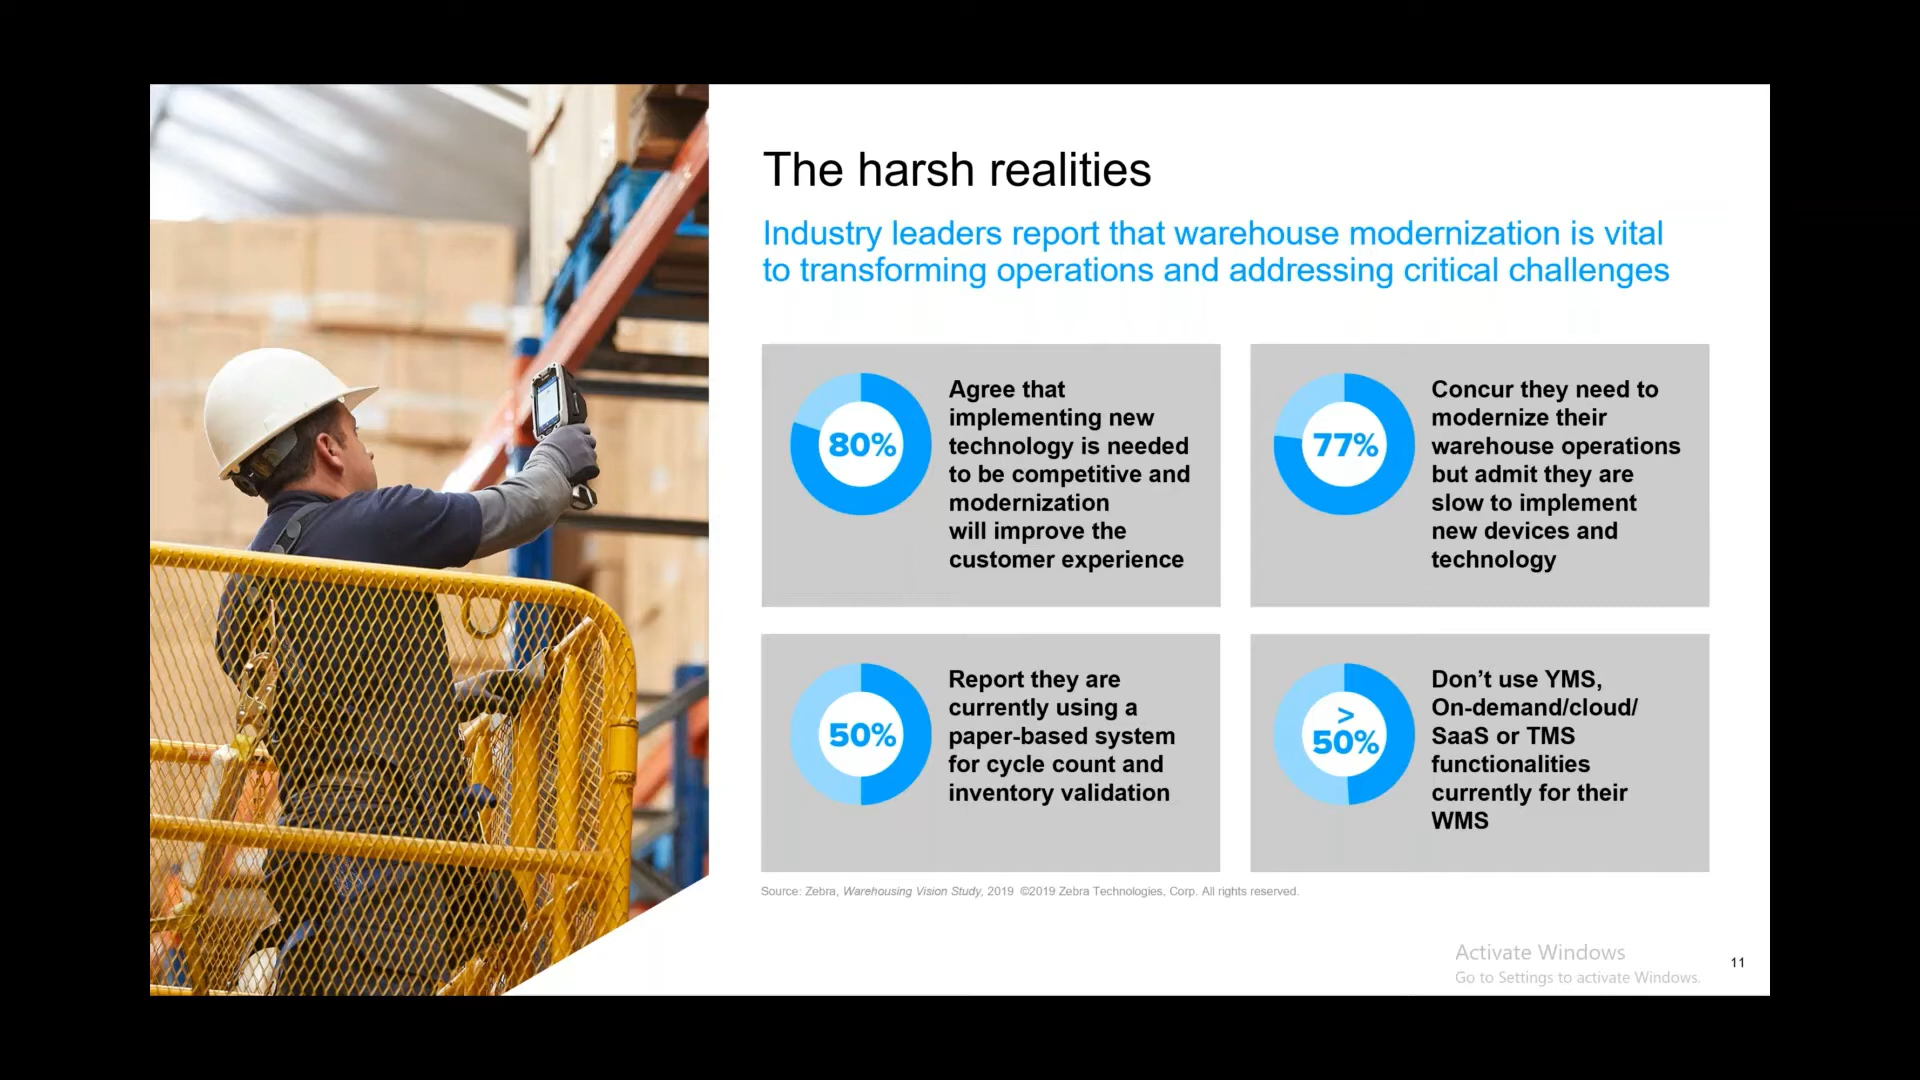 The harsh realities
Industry leaders report that warehouse modernization is vital
to transforming operations and addressing critical challenges
80%
Agree that
implementing new
technology is needed
to be competitive and
modernization
will improve the
customer experience
77%
Concur they need to
modernize their
warehouse operations
but admit they are
slow to implement
new devices and
technology
50%
Report they are
currently using a
paper-based system
for cycle count and
inventory validation
>
50%
Don’t use YMS,
On-demand/cloud/
SaaS or TMS
functionalities
currently for their
WMS
Source: Zebra, Warehousing Vision Study, 2019 ©2019 Zebra Technologies, Corp. All rights reserved.
Activate Windows
Go to Settings to activate Windows.
11